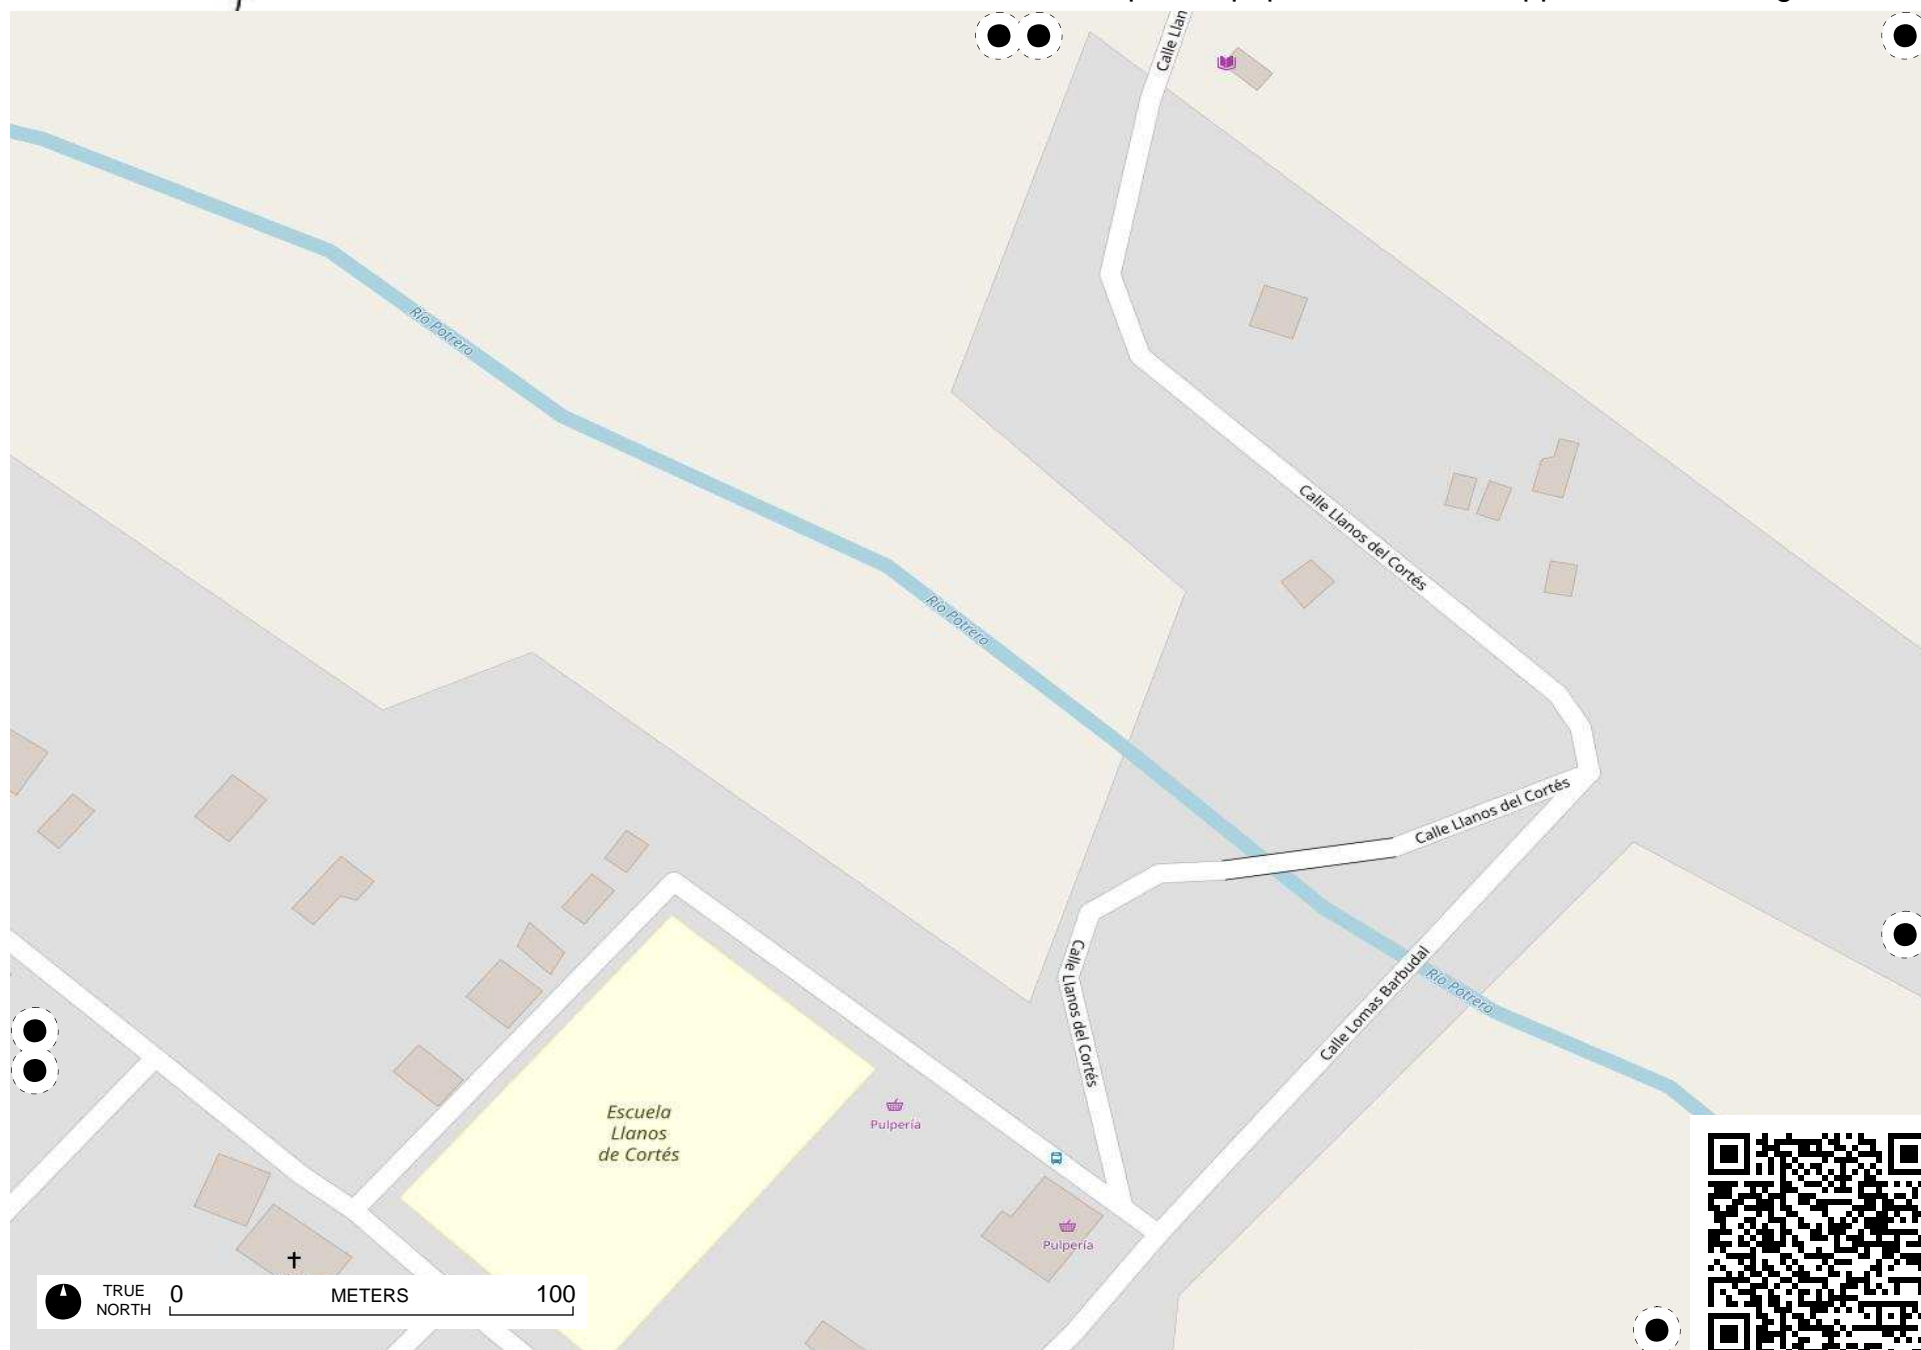 Calle Llan
Río Potrero
Calle Llanos del Cortés
Río Potrero
Calle Llanos del Cortés
Calle Llanos del Cortés
Calle Lomas Barbudal
Río Potrero
Escuela
Llanos
de Cortés
Pulpería
Pulpería
TRUE
NORTH
0 METERS 100